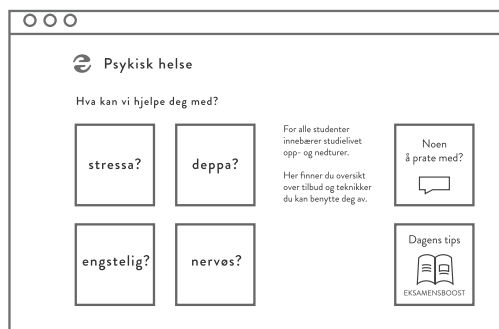 Psykisk helse
Hva kan vi hjelpe deg med?
stressa?
deppa?
engstelig?
nervøs?
For alle studenter
innebærer studielivet
opp- og nedturer.
Her finner du oversikt
over tilbud og teknikker
du kan benytte deg av.
Noen
å prate med?
Dagens tips
EKSAMENSBOOST